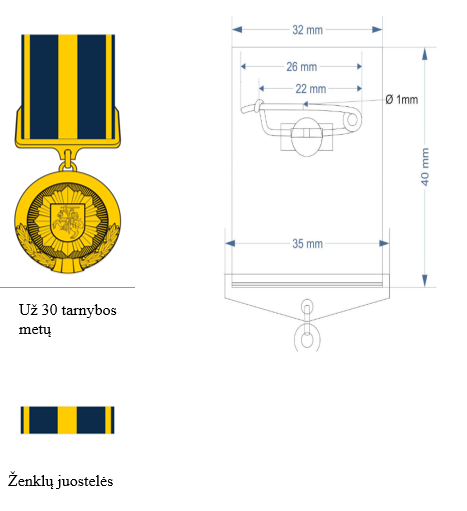 32 mm
26 mm
22 mm
Ø 1mm
40 mm
35 mm
Už 30 tarnybos
metų
Ženklų juostelės